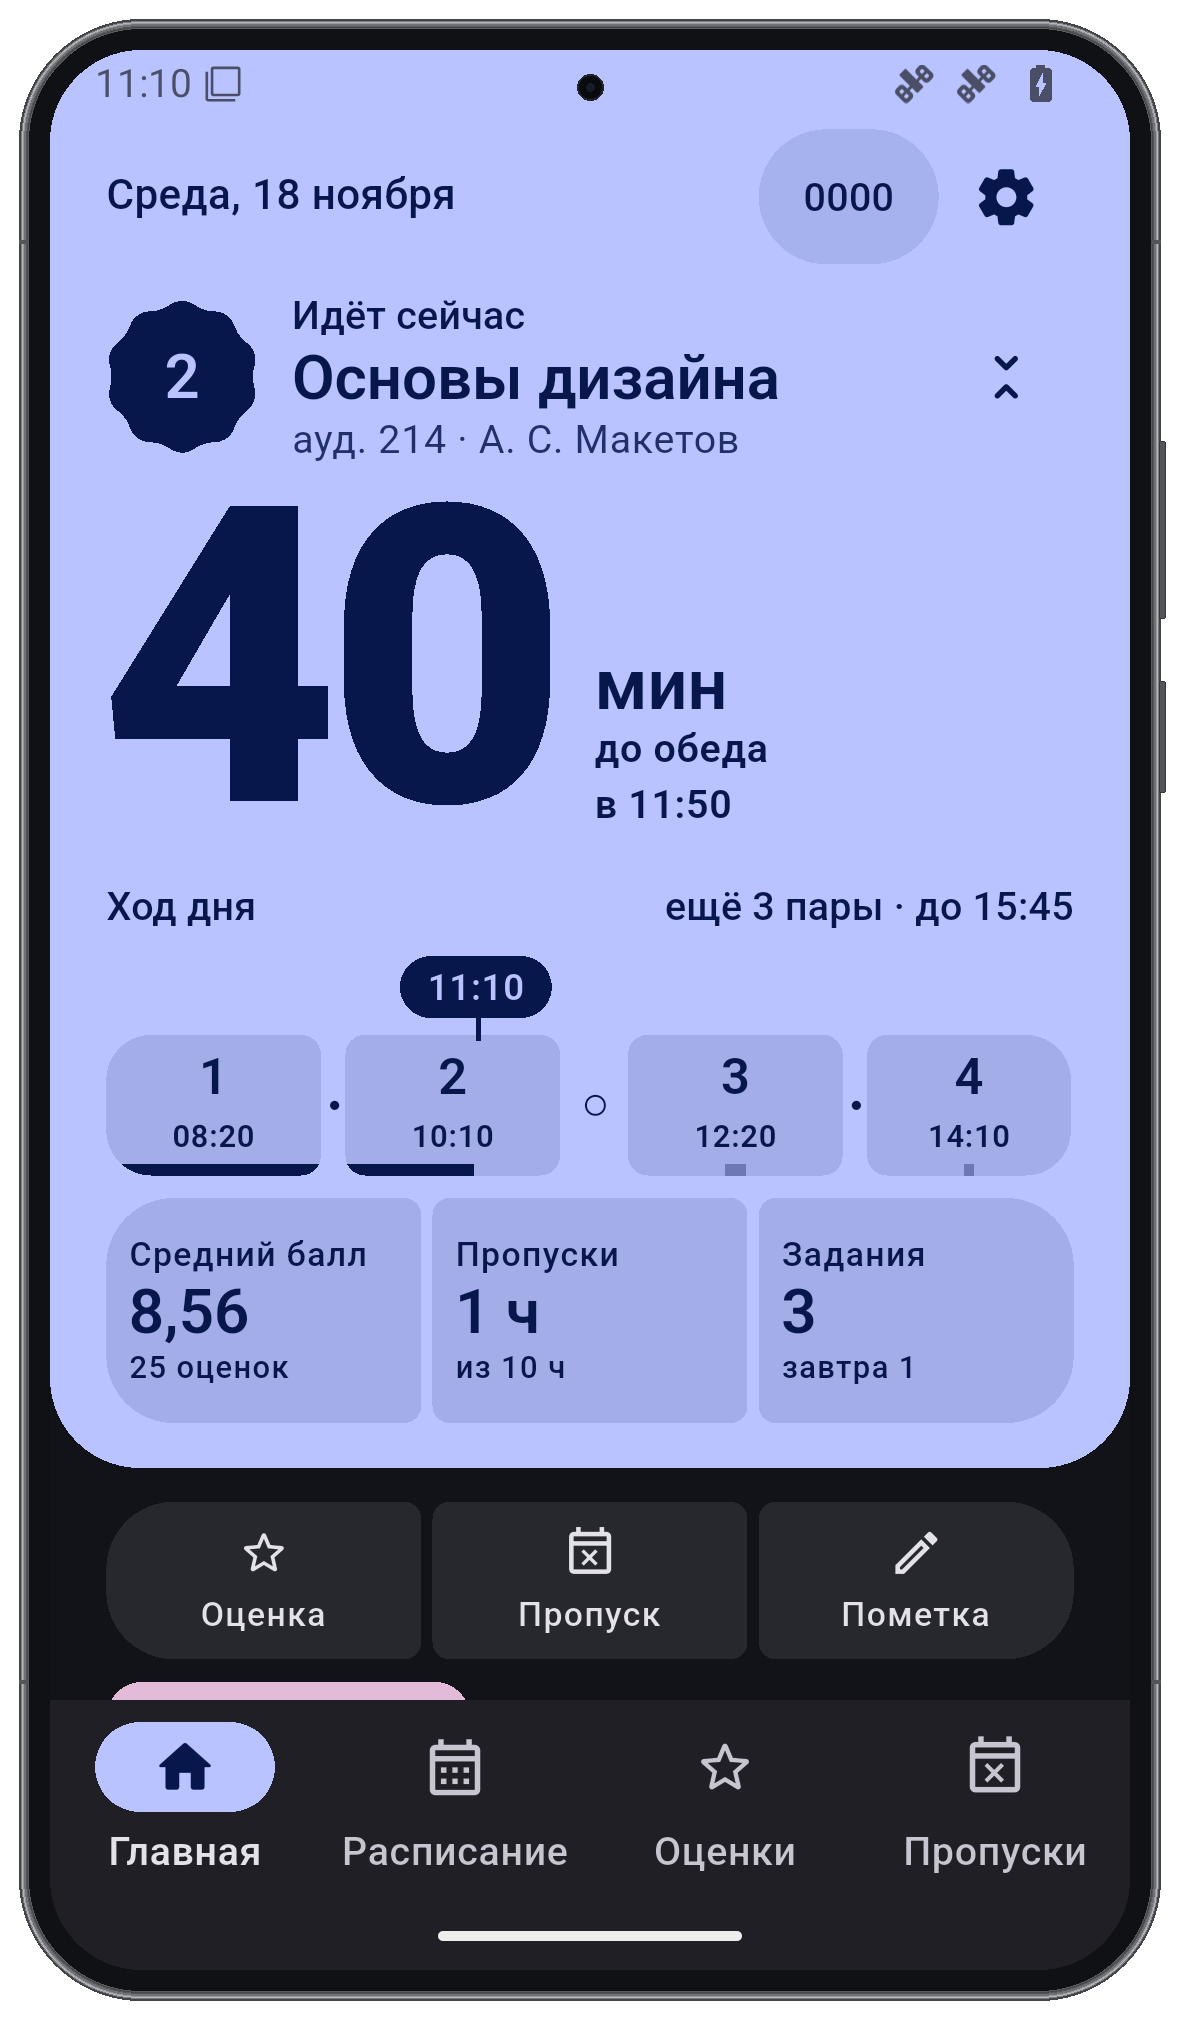 11:10
Среда, 18 ноября
0000
2
Идёт сейчас
Основы дизайна
ауд. 214 · А. С. Макетов
40
мин
до обеда
в 11:50
Ход дня
ещё 3 пары · до 15:45
11:10
1
08:20
2
10:10
3
12:20
4
14:10
Средний балл
8,56
25 оценок
Пропуски
1 ч
из 10 ч
Задания
3
завтра 1
Оценка
Пропуск
Пометка
Главная
Расписание
Оценки
Пропуски